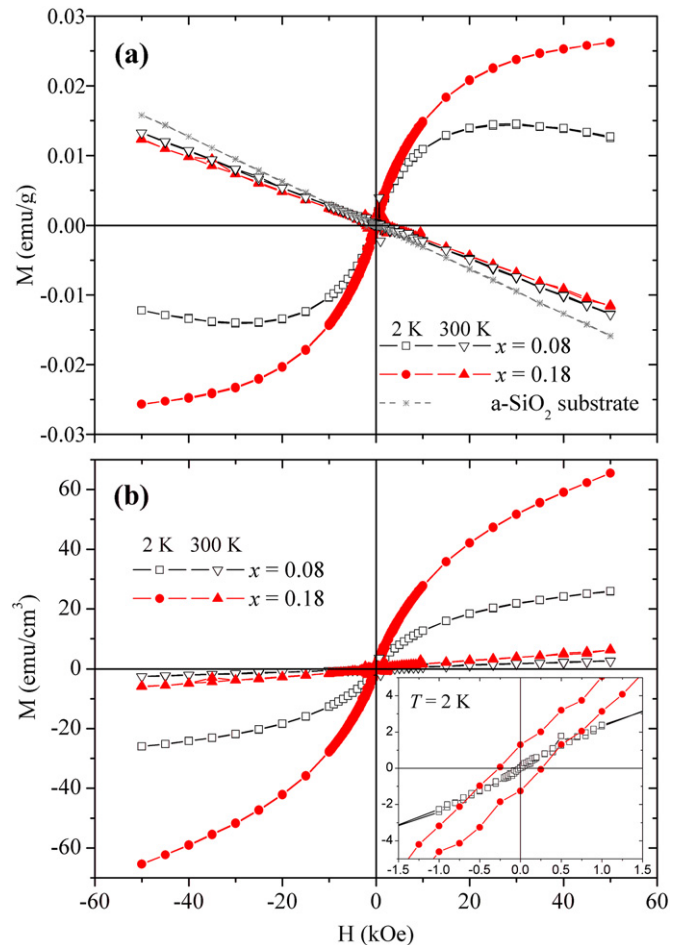 0.03
(a)
0.02
0.01
M (emu/g)
0.00
-0.01
2 K 300 K
x = 0.08
-0.02
x = 0.18
a-SiO₂ substrate
-0.03
60
(b)
40
2 K 300 K
x = 0.08
20
x = 0.18
M (emu/cm³)
0
-20
-40
-60
T = 2 K
4
2
0
-2
-4
-1.5 -1.0 -0.5 0.0 0.5 1.0 1.5
-60 -40 -20 0 20 40 60
H (kOe)